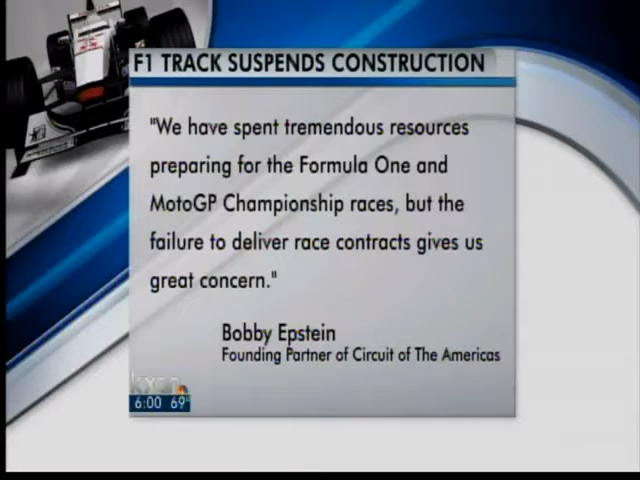 F1 TRACK SUSPENDS CONSTRUCTION
"We have spent tremendous resources
preparing for the Formula One and
MotoGP Championship races, but the
failure to deliver race contracts gives us
great concern."
Bobby Epstein
Founding Partner of Circuit of The Americas
6:00 69°